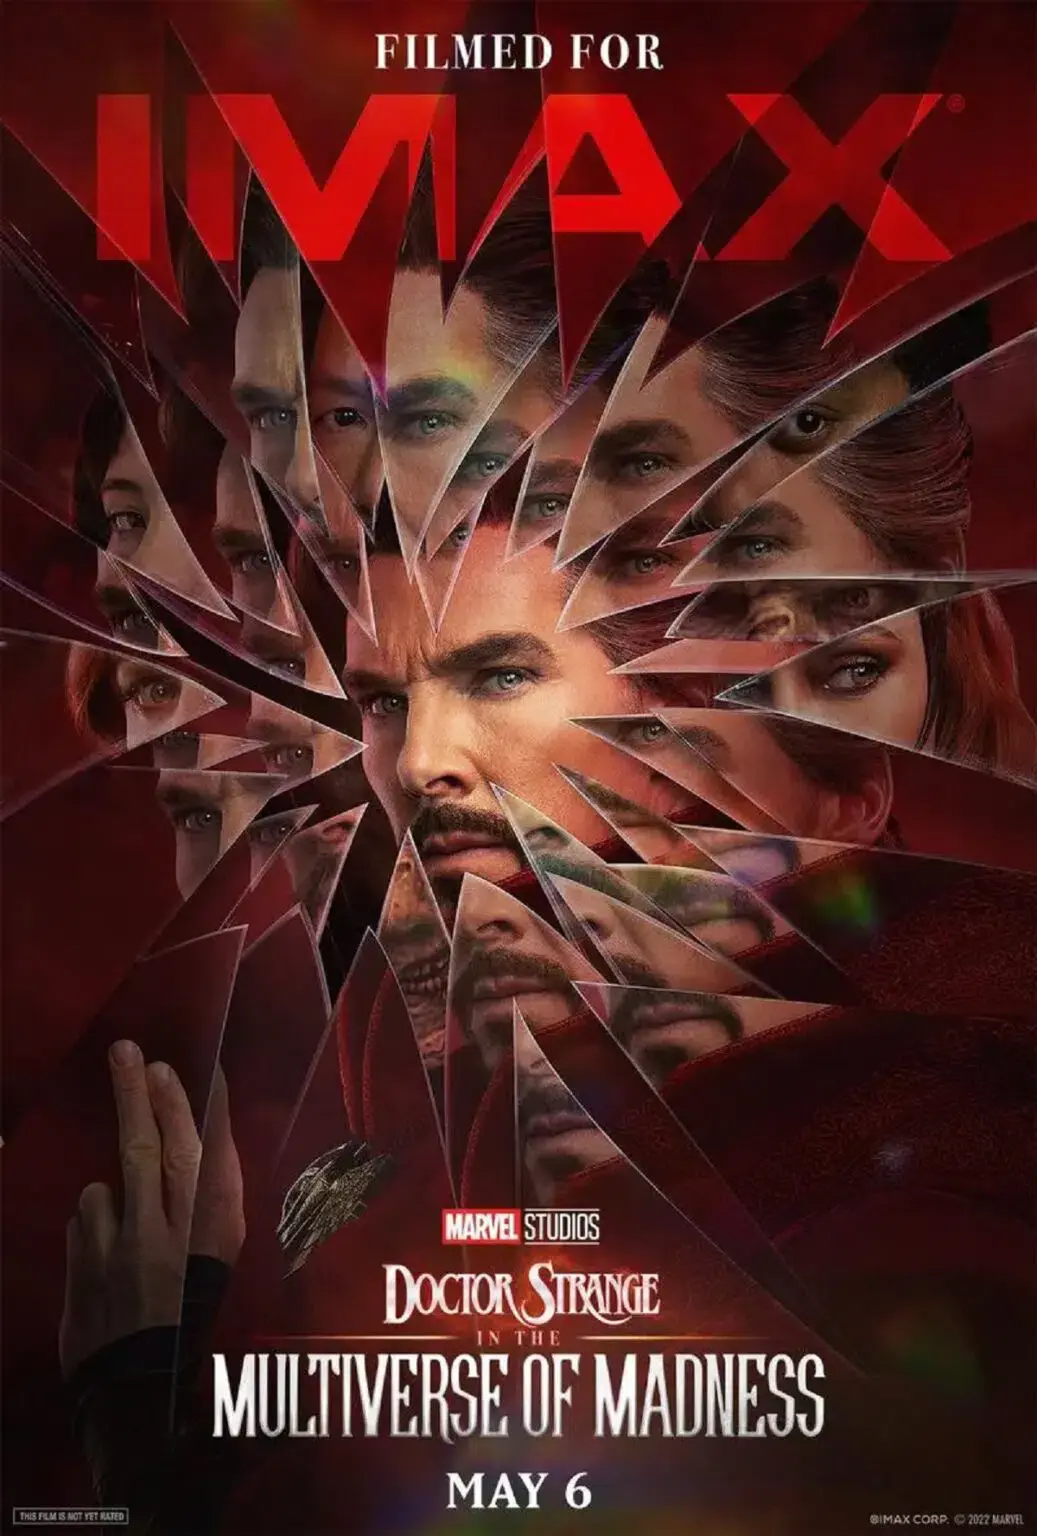 FILMED FOR
IMAX®
MARVEL STUDIOS
DOCTOR STRANGE
IN THE
MULTIVERSE OF MADNESS
MAY 6
THIS FILM IS NOT YET RATED
®IMAX CORP. © 2022 MARVEL